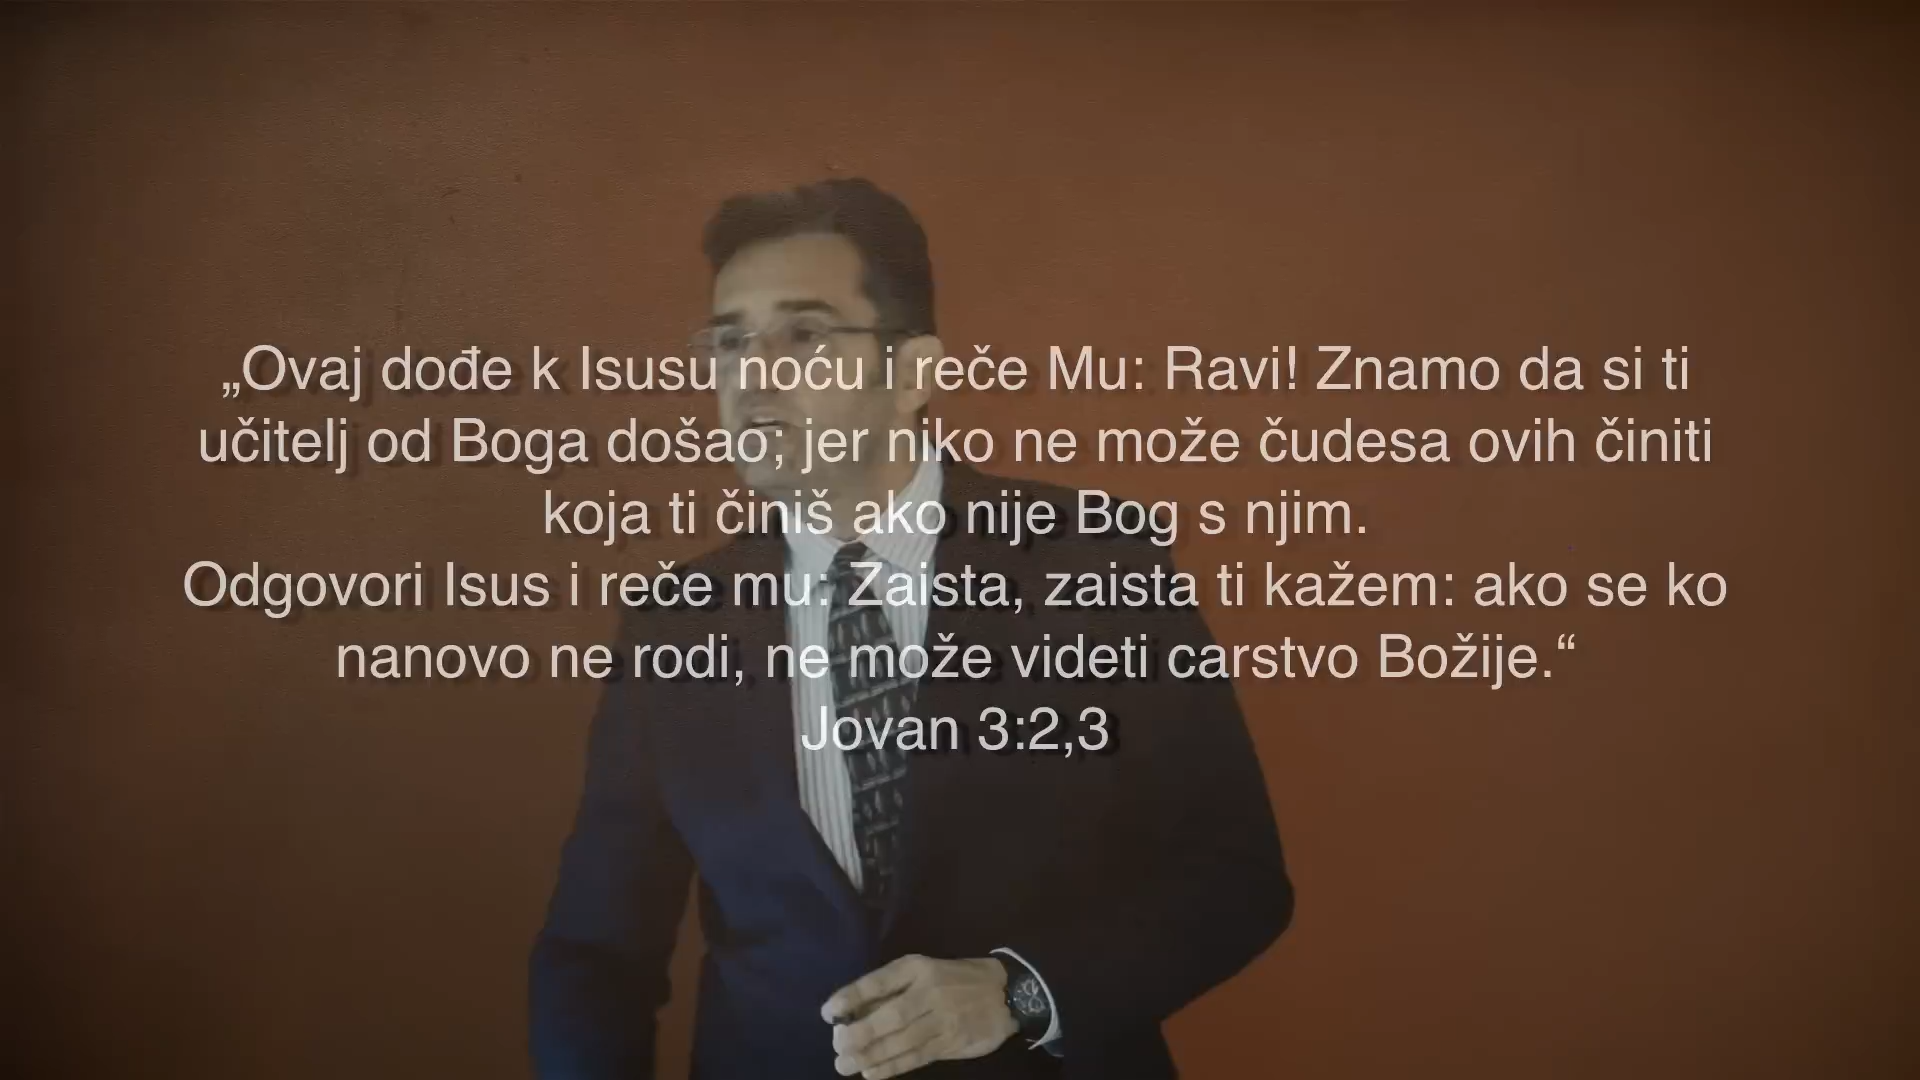 „Ovaj dođe k Isusu noću i reče Mu: Ravi! Znamo da si ti
učitelj od Boga došao; jer niko ne može čudesa ovih činiti
koja ti činiš ako nije Bog s njim.
Odgovori Isus i reče mu: Zaista, zaista ti kažem: ako se ko
nanovo ne rodi, ne može videti carstvo Božije.“
Jovan 3:2,3